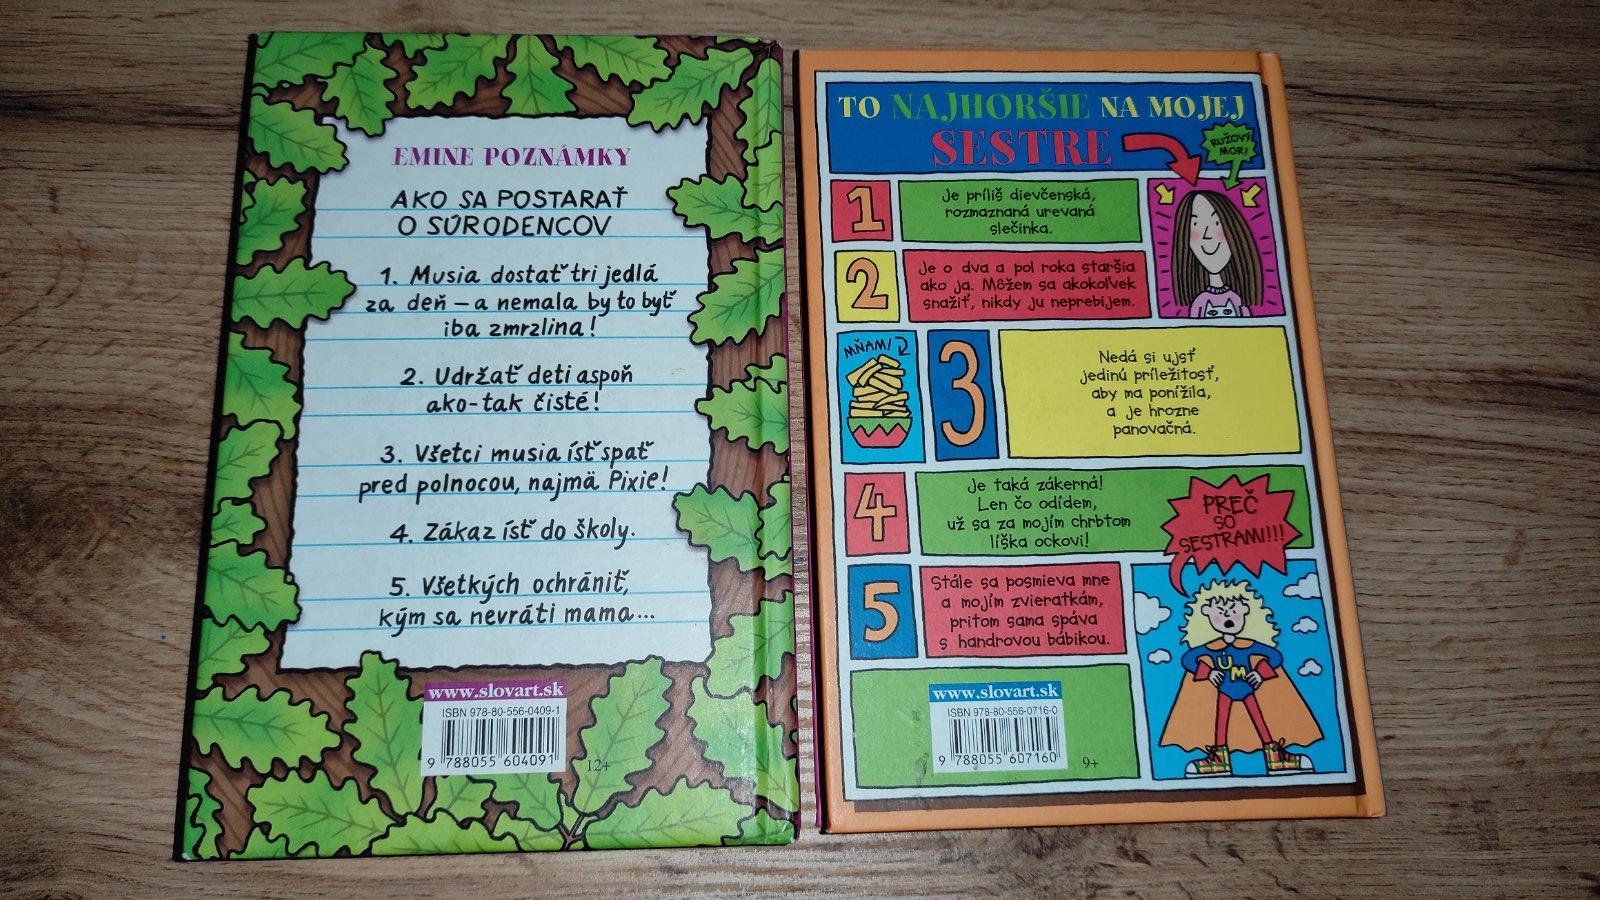 EMINE POZNÁMKY
AKO SA POSTARAŤ
O SÚRODENCOV
1. Musia dostať tri jedlá
za deň – a nemala by to byť
iba zmrzlina!
2. Udržať deti aspoň
ako-tak čisté!
3. Všetci musia ísť spať
pred polnocou, najmä Pixie!
4. Zákaz ísť do školy.
5. Všetkých ochrániť,
kým sa nevráti mama...
www.slovart.sk
ISBN 978-80-556-0409-1
9 788055 604091
12+
TO NAJHORŠIE NA MOJEJ
SESTRE
RUŽOVÝ
MOR!
1
Je príliš dievčenská,
rozmaznaná urevaná
slečinka.
2
Je o dva a pol roka staršia
ako ja. Môžem sa akokoľvek
snažiť, nikdy ju neprebijem.
MŇAM!
3
Nedá si ujsť
jedinú príležitosť,
aby ma ponížila,
a je hrozne
panovačná.
4
Je taká zákerná!
Len čo odídem,
už sa za mojím chrbtom
líška ockovi!
PREČ
SO
SESTRAMI!!!
5
Stále sa posmieva mne
a mojím zvieratkám,
pritom sama spáva
s handrovou bábikou.
UM
www.slovart.sk
ISBN 978-80-556-0716-0
9 788055 607160
9+